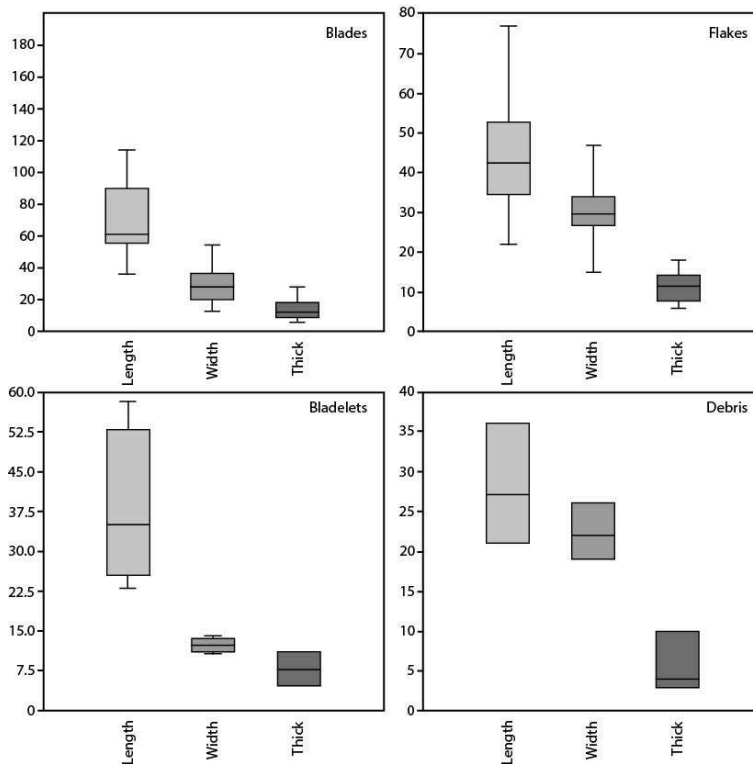 Blades
180
160
140
120
100
80
60
40
20
0
Length
Width
Thick
Flakes
80
70
60
50
40
30
20
10
0
Length
Width
Thick
Bladelets
60.0
52.5
45.0
37.5
30.0
22.5
15.0
7.5
0
Length
Width
Thick
Debris
40
35
30
25
20
15
10
5
0
Length
Width
Thick